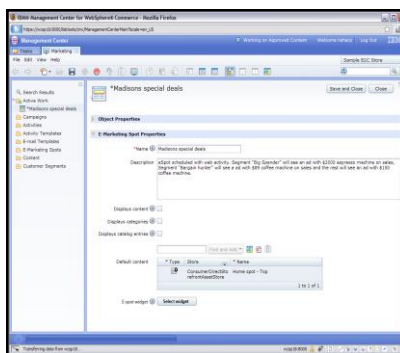 IBM Management Center for WebSphere Commerce - Mozilla Firefox
Management Center
Working on Approved Content
Log Out
Tools
Marketing
File Edit View Help
Sample B2C Store
Search Results
Active Work
*Madisons special deals
Campaigns
Activities
Activity Templates
E-mail Templates
E-Marketing Spots
Content
Customer Segments
*Madisons special deals
Save and Close
Close
Object Properties
E-Marketing Spot Properties
*Name
Madisons special deals
Description
eSpot scheduled with web activity. Segment "Big Spender" will see an ad with $2000 espresso machine on sales,
Segment "Bargain hunter" will see a ad with $89 coffee machine on sales and the rest will see an ad with $190
coffee machine.
Displays content
Displays categories
Displays catalog entries
Find and Add
Default content
* Type
Store
* Name
ConsumerDirectSto
refrontAssetStore
Home spot - Top
1 to 1 of 1
Select widget